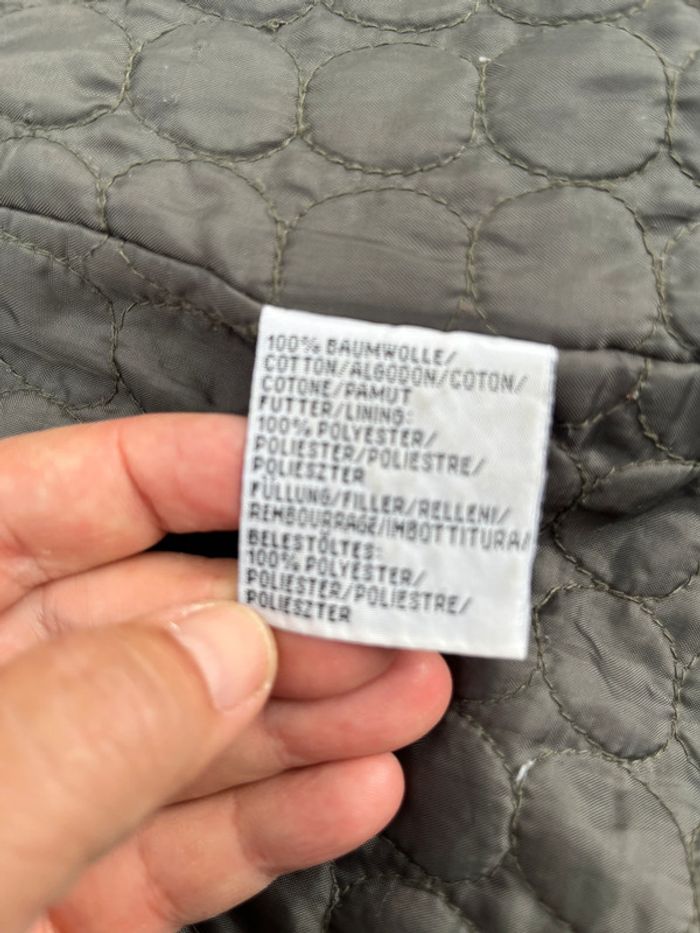 100% BAUMWOLLE/
COTTON/ALGODON/COTON/
COTONE/PAMUT
FUTTER/LINING:
100% POLYESTER/
POLIESTER/POLIESTRE/
POLIESZTER
FÜLLUNG/FILLER/RELLENI/
REMBOURRAGE/IMBOTTITURA/
BELESTÖLTES:
100% POLYESTER/
POLIESTER/POLIESTRE/
POLIESZTER